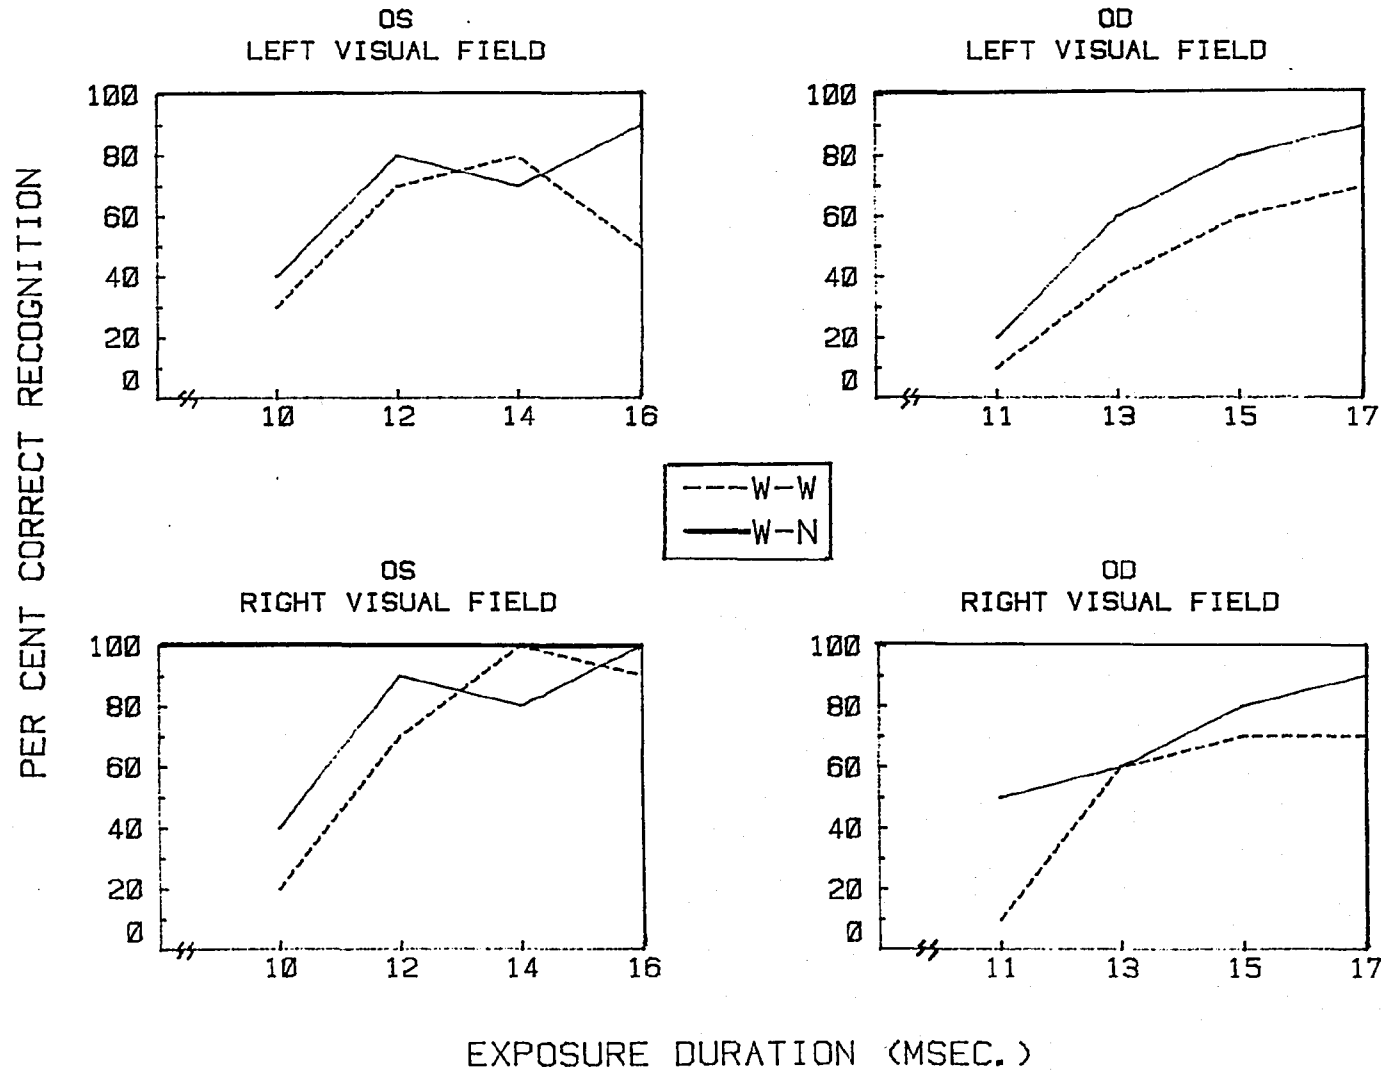 OS
LEFT VISUAL FIELD
100
80
60
40
20
0
10 12 14 16
OD
LEFT VISUAL FIELD
100
80
60
40
20
0
11 13 15 17
PER CENT CORRECT RECOGNITION
W-W
W-N
OS
RIGHT VISUAL FIELD
100
80
60
40
20
0
10 12 14 16
OD
RIGHT VISUAL FIELD
100
80
60
40
20
0
11 13 15 17
EXPOSURE DURATION (MSEC.)